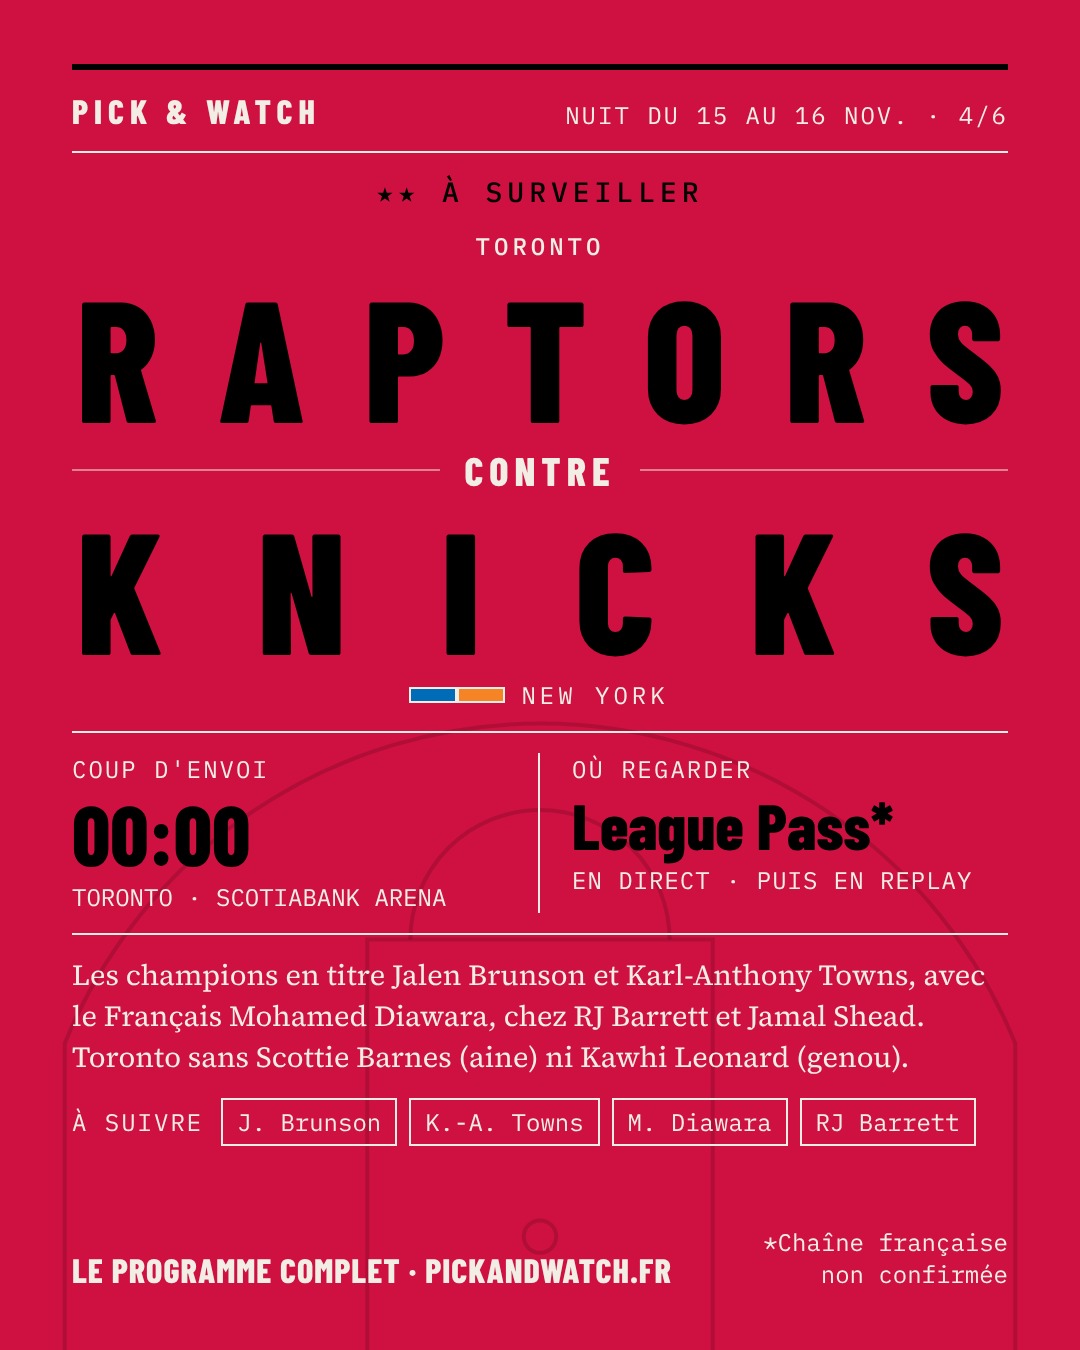 PICK & WATCH
NUIT DU 15 AU 16 NOV. · 4/6
★★ À SURVEILLER
TORONTO
RAPTORS
CONTRE
KNICKS
NEW YORK
COUP D'ENVOI
00:00
TORONTO · SCOTIABANK ARENA
OÙ REGARDER
League Pass*
EN DIRECT · PUIS EN REPLAY
Les champions en titre Jalen Brunson et Karl-Anthony Towns, avec
le Français Mohamed Diawara, chez RJ Barrett et Jamal Shead.
Toronto sans Scottie Barnes (aine) ni Kawhi Leonard (genou).
À SUIVRE J. Brunson K.-A. Towns M. Diawara RJ Barrett
LE PROGRAMME COMPLET · PICKANDWATCH.FR
*Chaîne française
non confirmée